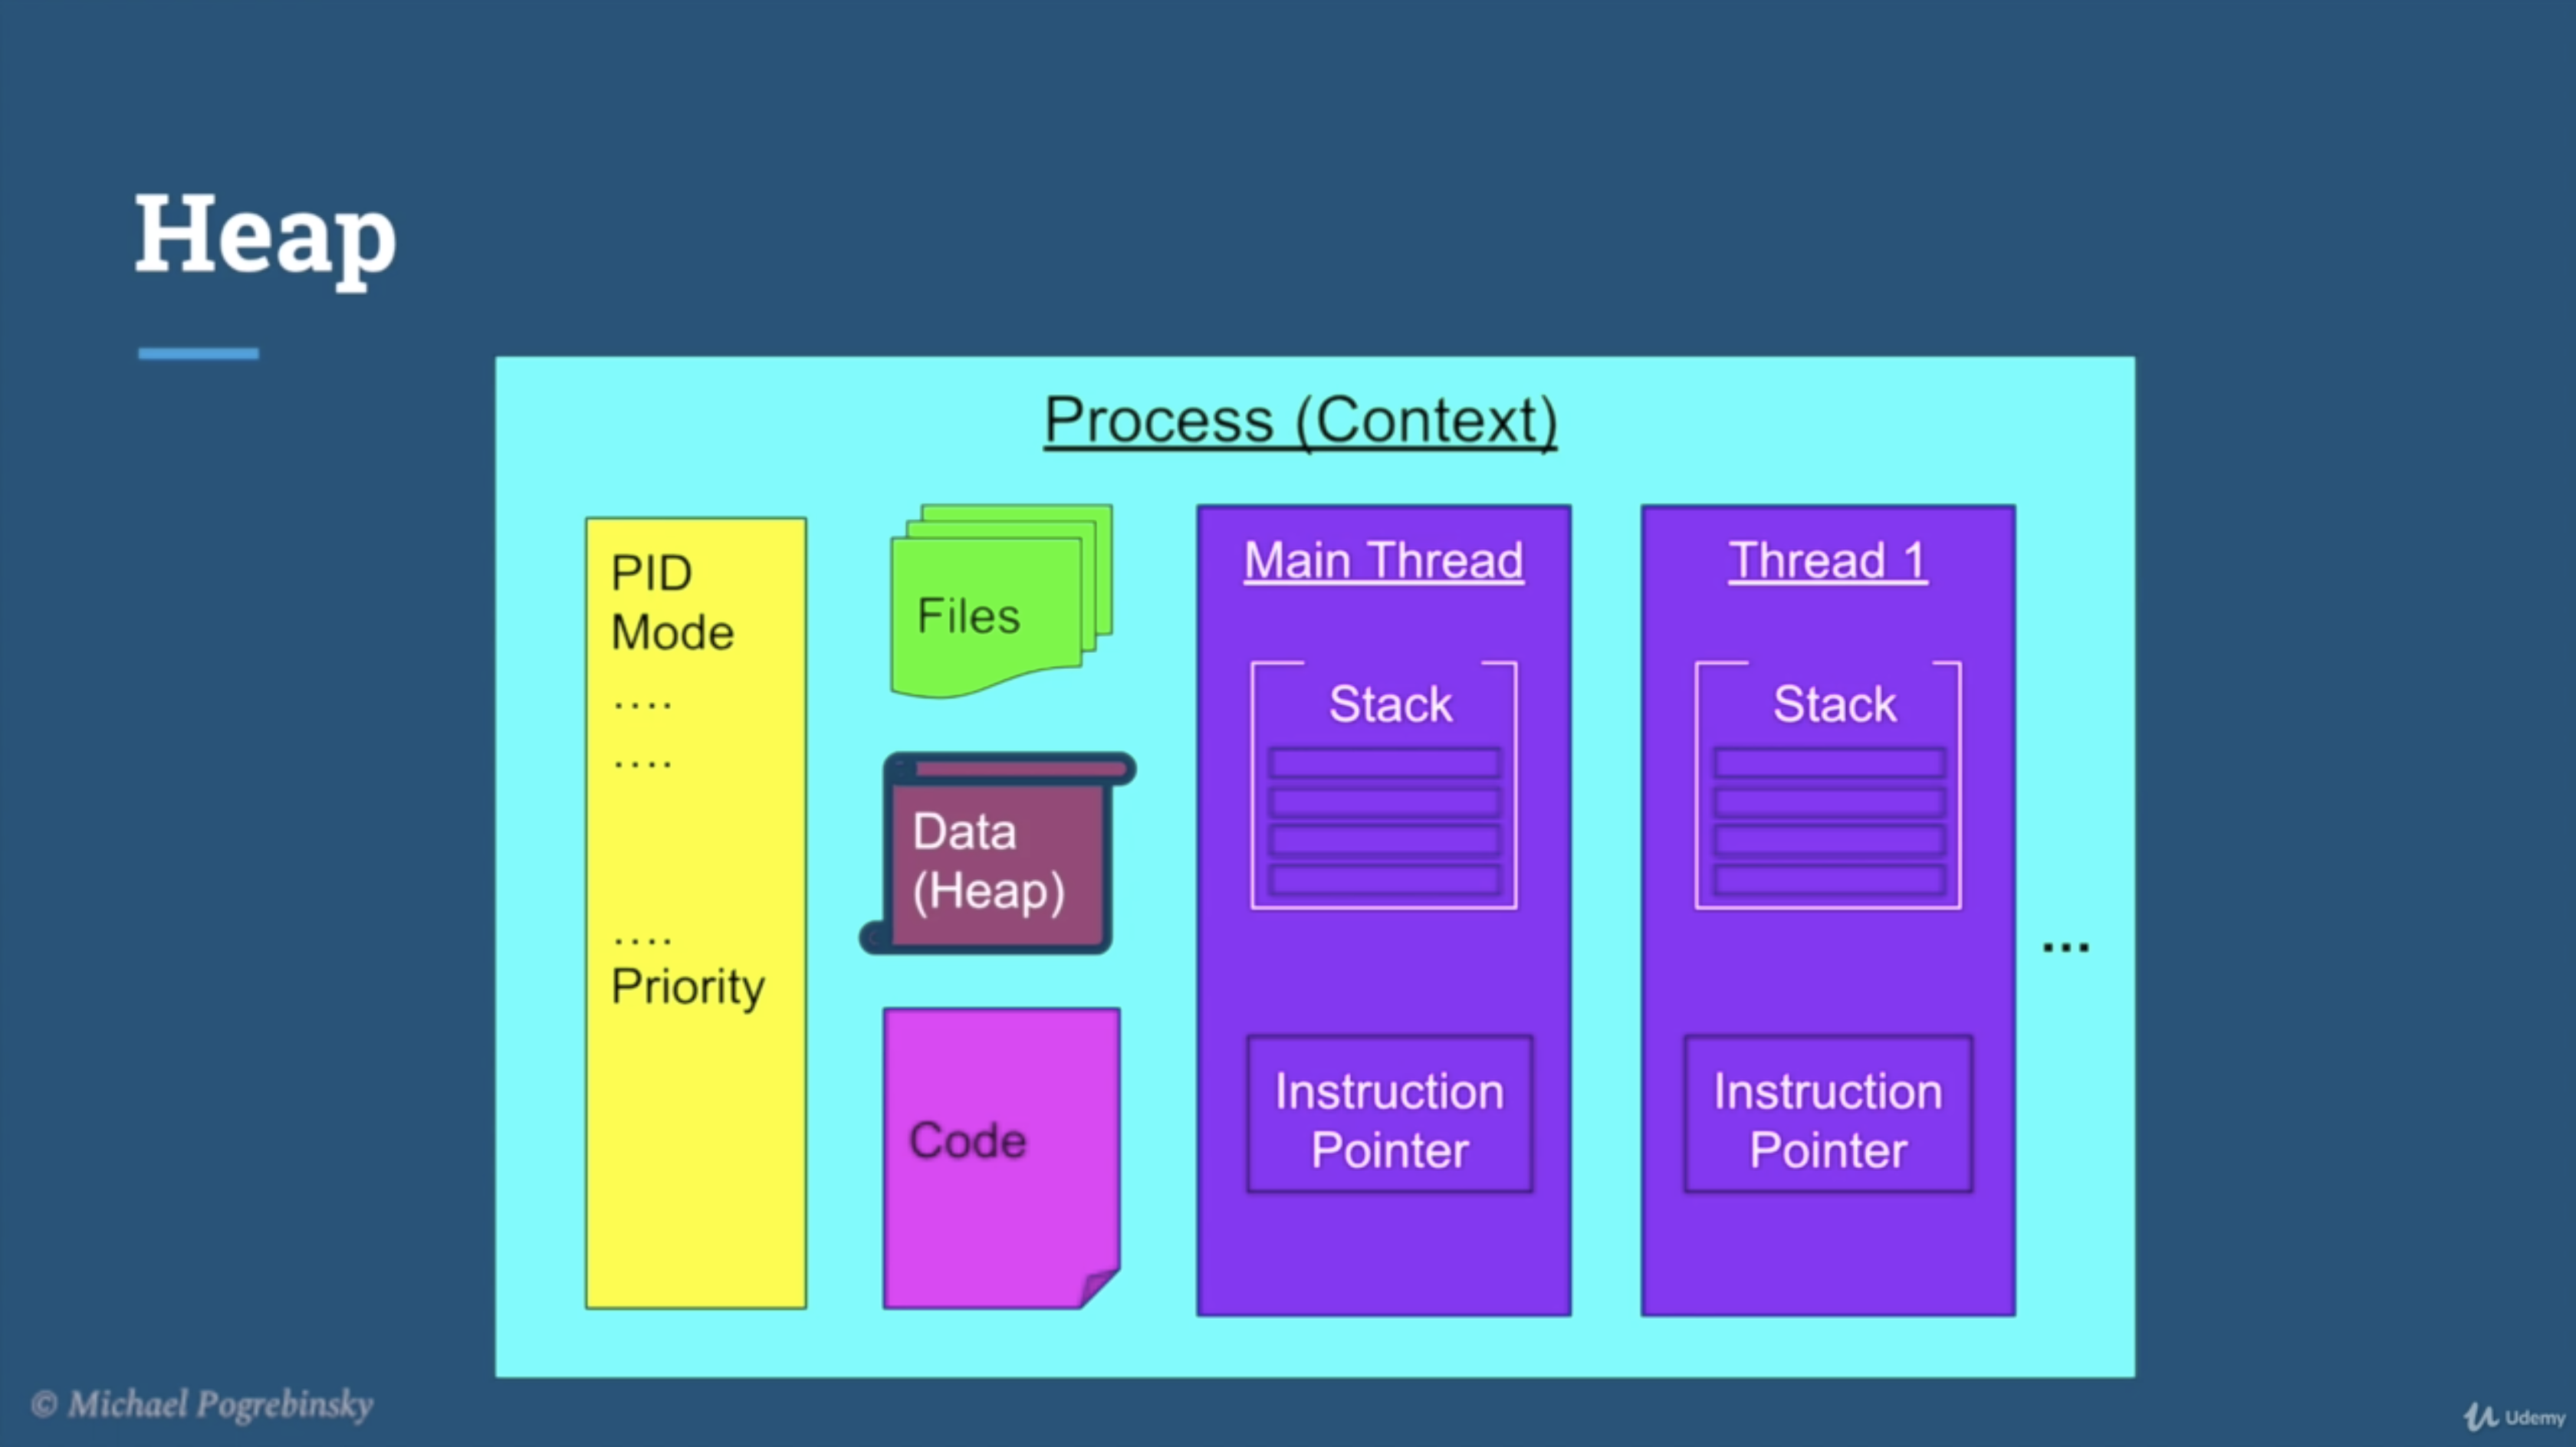 Heap
Process (Context)
PID
Mode
....
....
....
Priority
Files
Data
(Heap)
Code
Main Thread
Stack
Instruction
Pointer
Thread 1
Stack
Instruction
Pointer
...
© Michael Pogrebinsky
Udemy